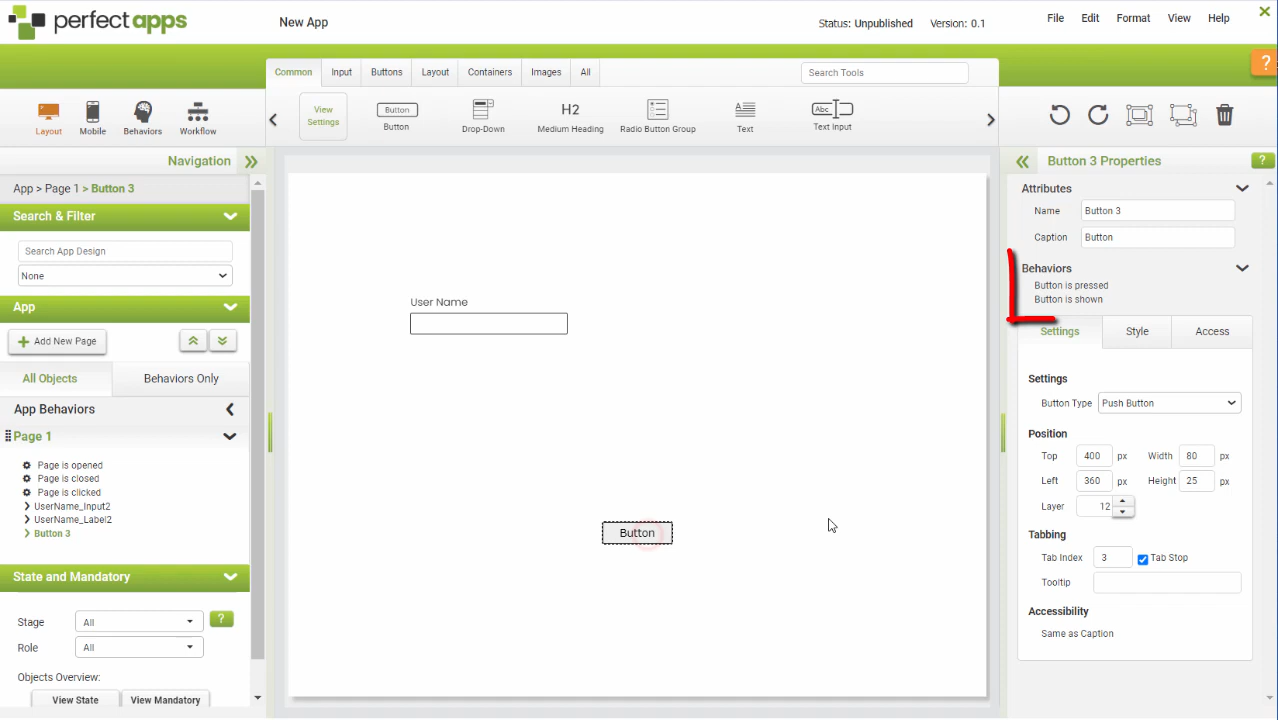 perfect apps
New App
Status: Unpublished
Version: 0.1
File
Edit
Format
View
Help
Common
Input
Buttons
Layout
Containers
Images
All
Search Tools
?
Layout
Mobile
Behaviors
Workflow
View
Settings
Button
Button
Drop-Down
H2
Medium Heading
Radio Button Group
Text
Abc
Text Input
Navigation
App > Page 1 > Button 3
Search & Filter
Search App Design
None
App
Add New Page
All Objects
Behaviors Only
App Behaviors
Page 1
Page is opened
Page is closed
Page is clicked
UserName_Input2
UserName_Label2
Button 3
State and Mandatory
Stage
All
?
Role
All
Objects Overview:
View State
View Mandatory
User Name
Button
Button 3 Properties
?
Attributes
Name
Button 3
Caption
Button
Behaviors
Button is pressed
Button is shown
Settings
Style
Access
Settings
Button Type
Push Button
Position
Top 400 px Width 80 px
Left 360 px Height 25 px
Layer 12
Tabbing
Tab Index 3 Tab Stop
Tooltip
Accessibility
Same as Caption